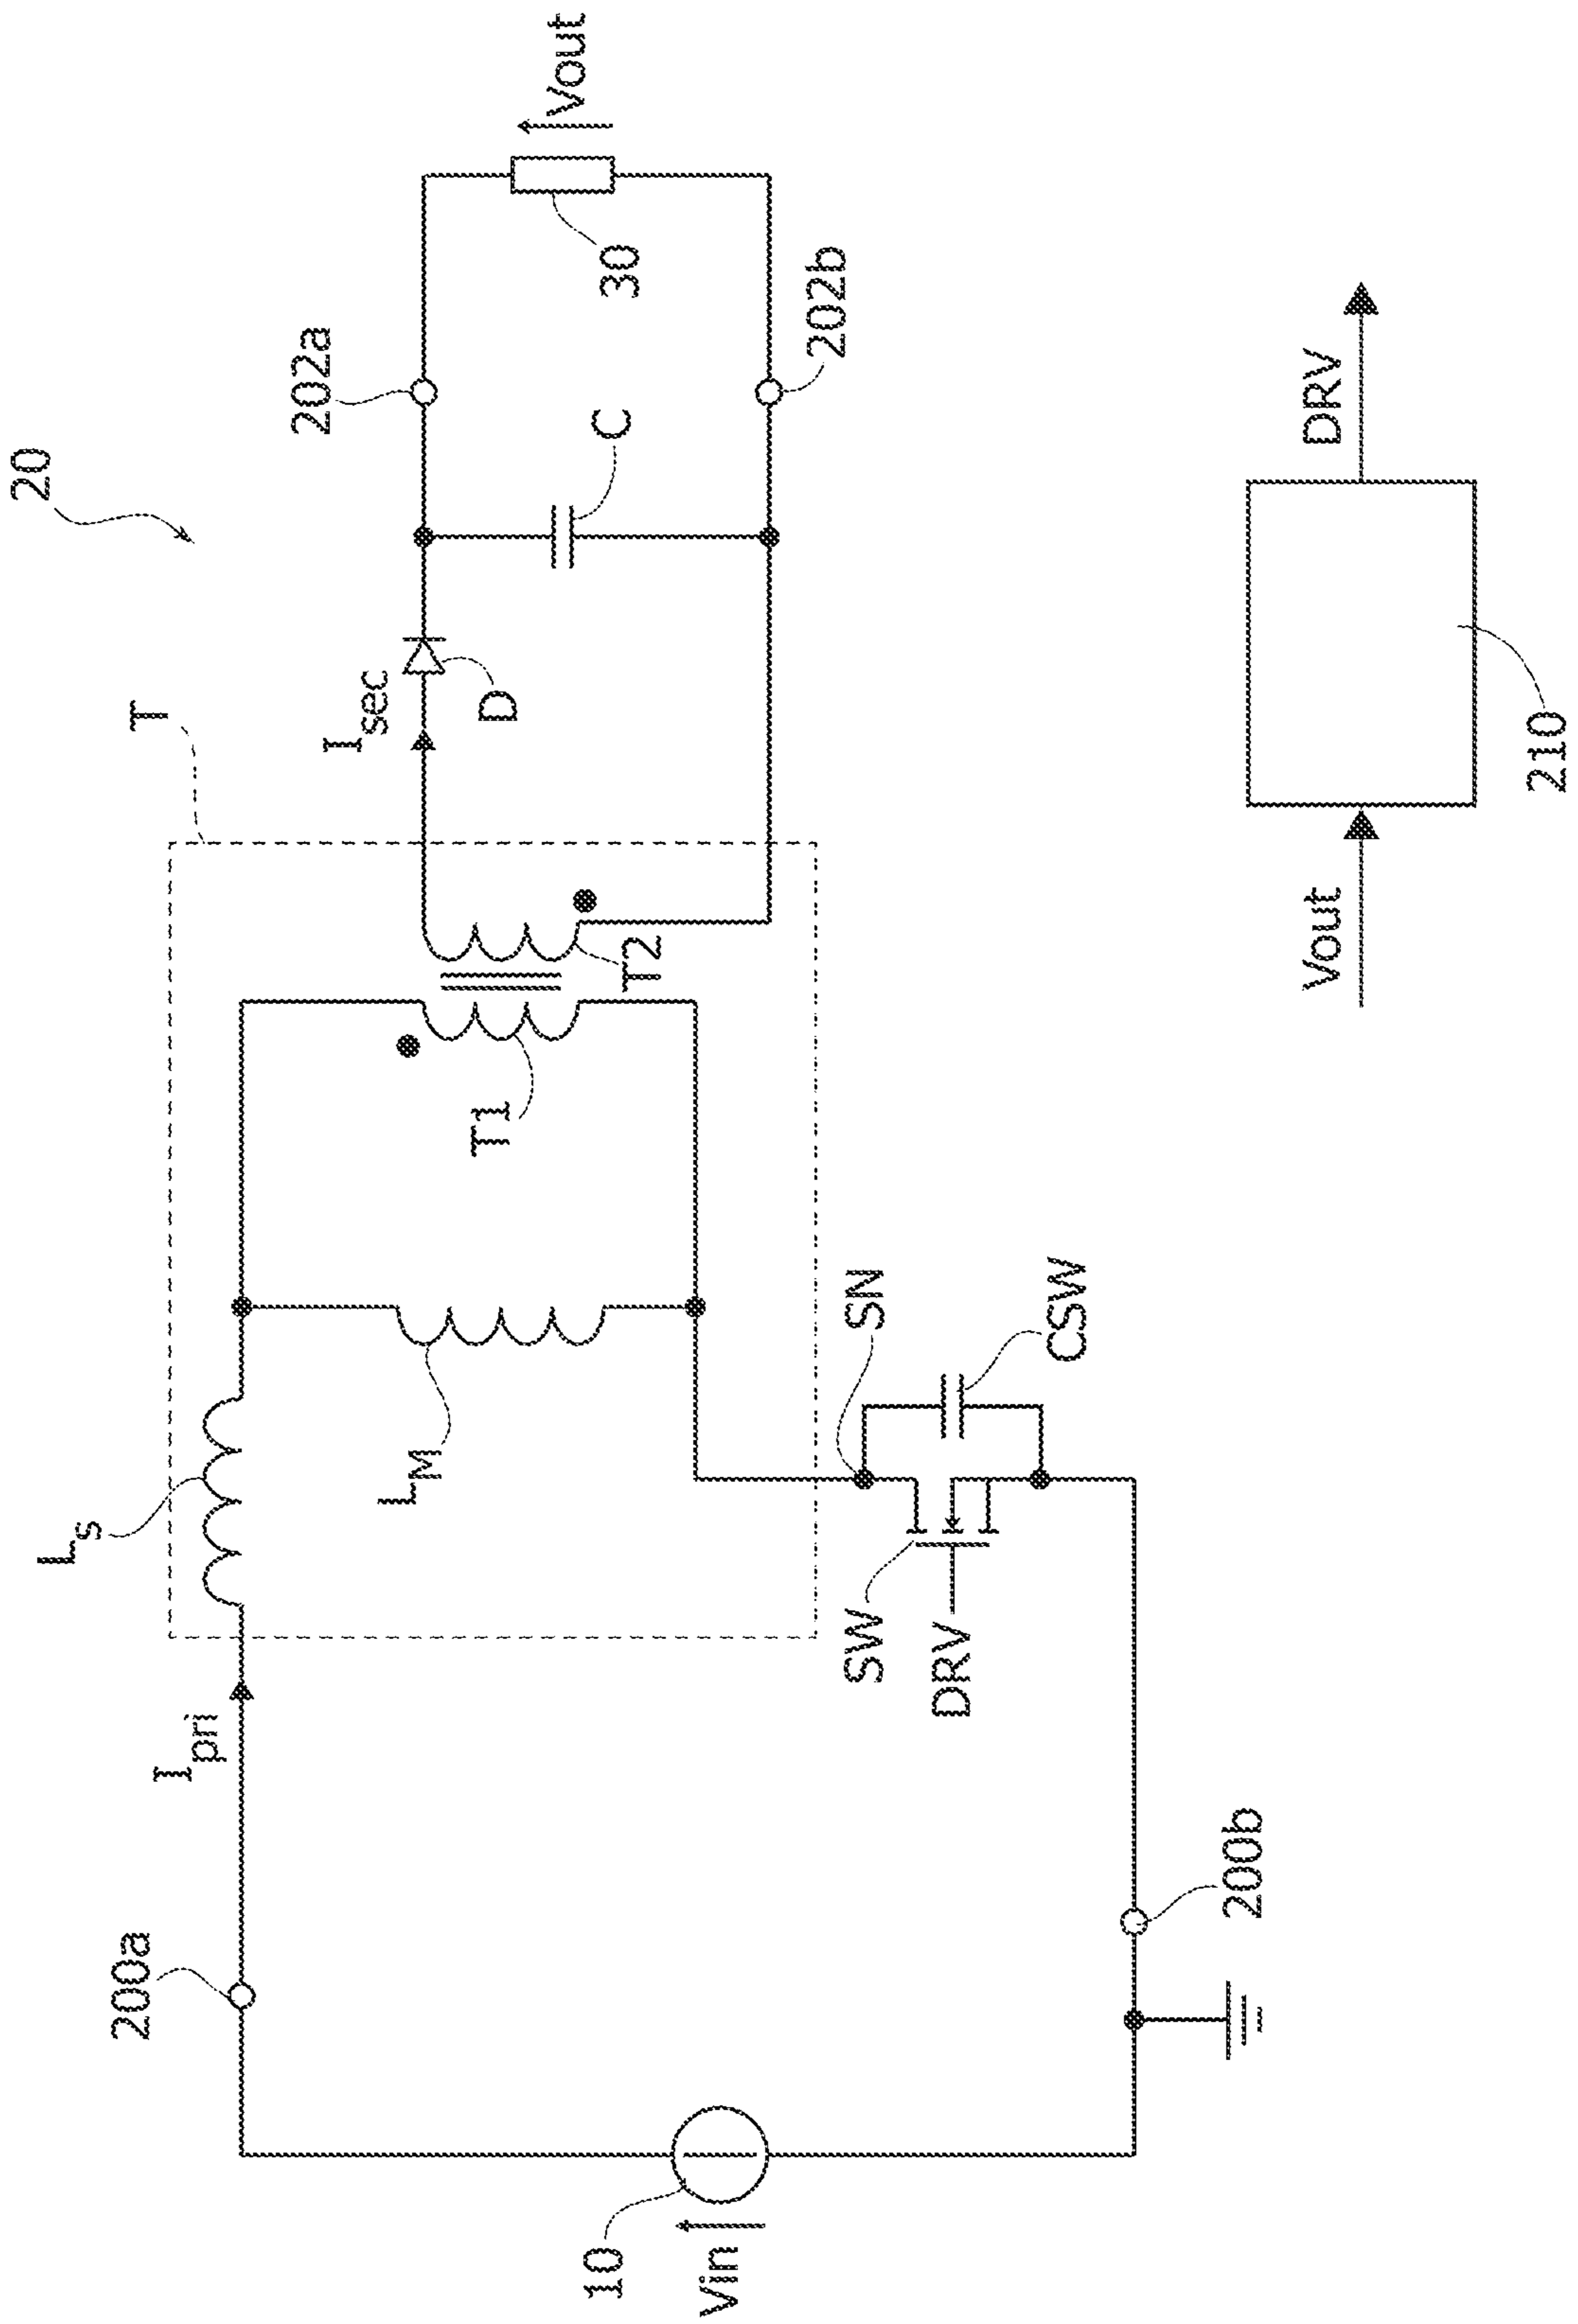 20
T
Ls
Ipri
200a
10
Vin
LM
T1
T2
Isec
D
202a
C
202b
30
Vout
SN
CSW
SW
DRV
200b
Vout
210
DRV